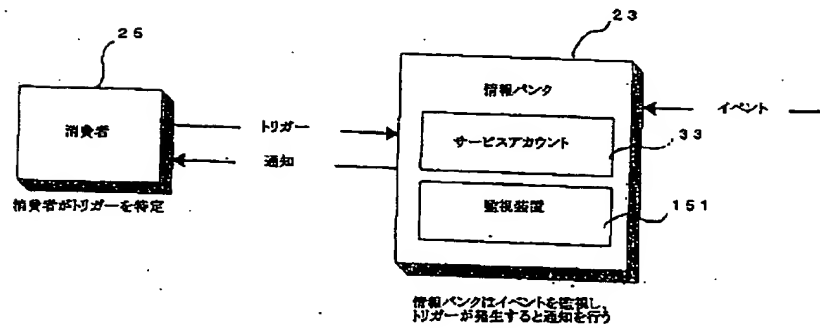 25
23
情報バンク
イベント
消費者
トリガー
サービスアカウント
33
通知
監視装置
151
消費者がトリガーを特定
情報バンクはイベントを監視し、
トリガーが発生すると通知を行う